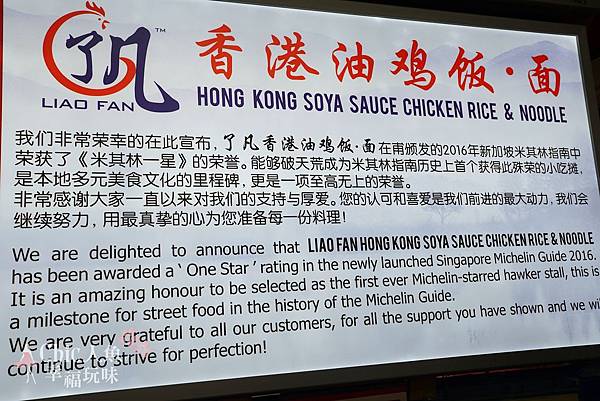 了凡™
LIAO FAN
香港油鸡饭·面
HONG KONG SOYA SAUCE CHICKEN RICE & NOODLE
我们非常荣幸的在此宣布，了凡香港油鸡饭·面在甫颁发的2016年新加坡米其林指南中
荣获了《米其林一星》的荣誉。能够破天荒成为米其林指南历史上首个获得此殊荣的小吃摊，
是本地多元美食文化的里程碑，更是一项至高无上的荣誉。
非常感谢大家一直以来对我们的支持与厚爱。您的认可和喜爱是我们前进的最大动力，我们会
继续努力，用最真挚的心为您准备每一份料理！
We are delighted to announce that LIAO FAN HONG KONG SOYA SAUCE CHICKEN RICE & NOODLE
has been awarded a ‘ One Star ’ rating in the newly launched Singapore Michelin Guide 2016.
It is an amazing honour to be selected as the first ever Michelin-starred hawker stall, this is
a milestone for street food in the history of the Michelin Guide.
We are very grateful to all our customers, for all the support you have shown and we wi
continue to strive for perfection!
CHIC人魚
幸福玩味